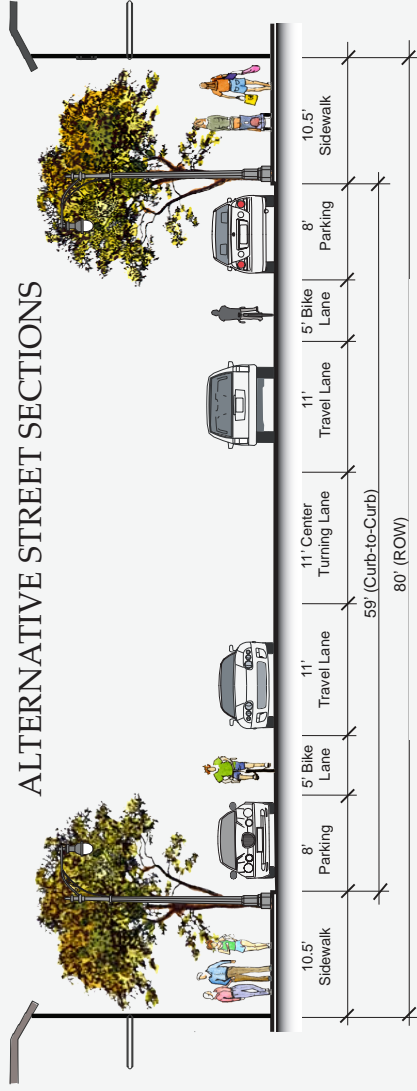 ALTERNATIVE STREET SECTIONS
10.5'
Sidewalk
8'
Parking
5' Bike
Lane
11'
Travel Lane
11' Center
Turning Lane
11'
Travel Lane
5' Bike
Lane
8'
Parking
10.5'
Sidewalk
59' (Curb-to-Curb)
80' (ROW)